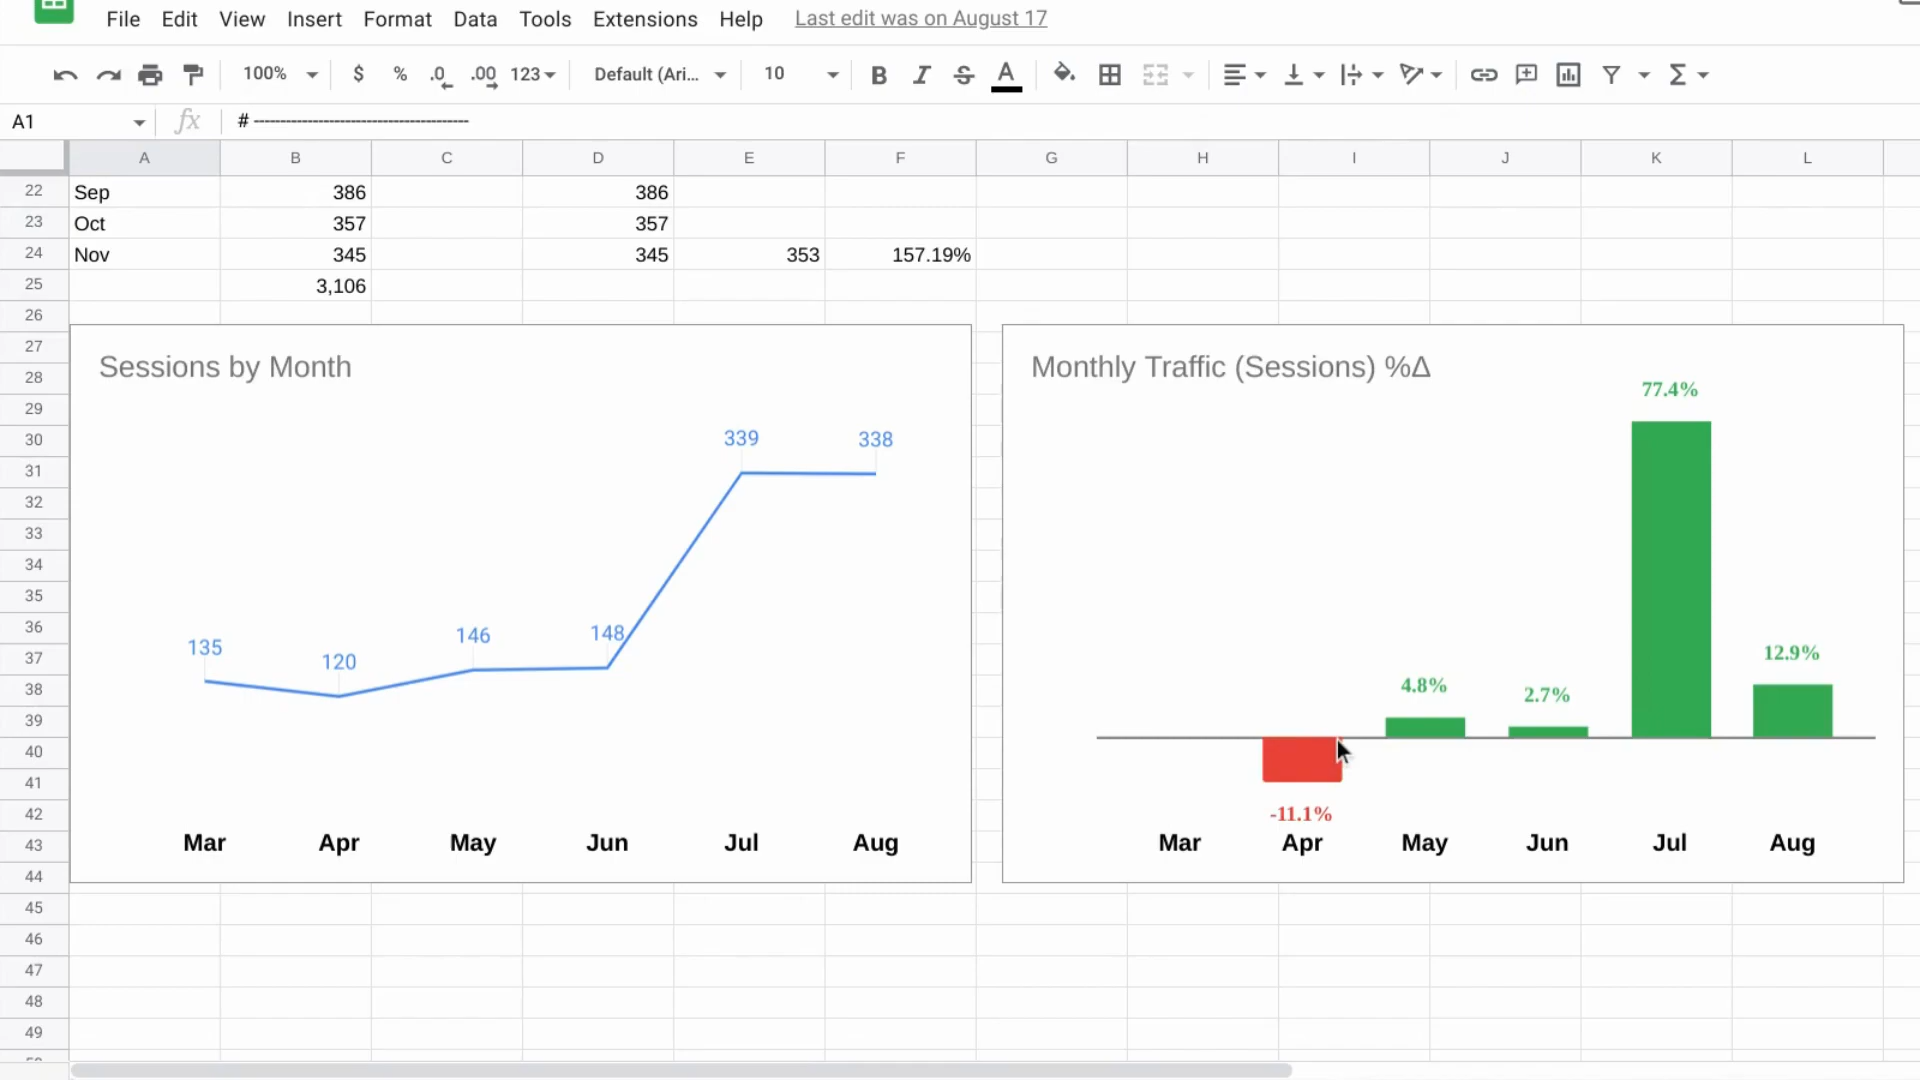 File Edit View Insert Format Data Tools Extensions Help Last edit was on August 17
100% $ % .0 .00 123 Default (Ari... 10 B I S A Σ
A1 fx # ----------------------------------------
A B C D E F G H I J K L
22 Sep 386 386
23 Oct 357 357
24 Nov 345 345 353 157.19%
25 3,106
26
27
28
29
30
31
32
33
34
35
36
37
38
39
40
41
42
43
44
45
46
47
48
49
Sessions by Month
339 338
135 120 146 148
Mar Apr May Jun Jul Aug
Monthly Traffic (Sessions) %Δ
77.4%
12.9%
4.8% 2.7%
-11.1%
Mar Apr May Jun Jul Aug